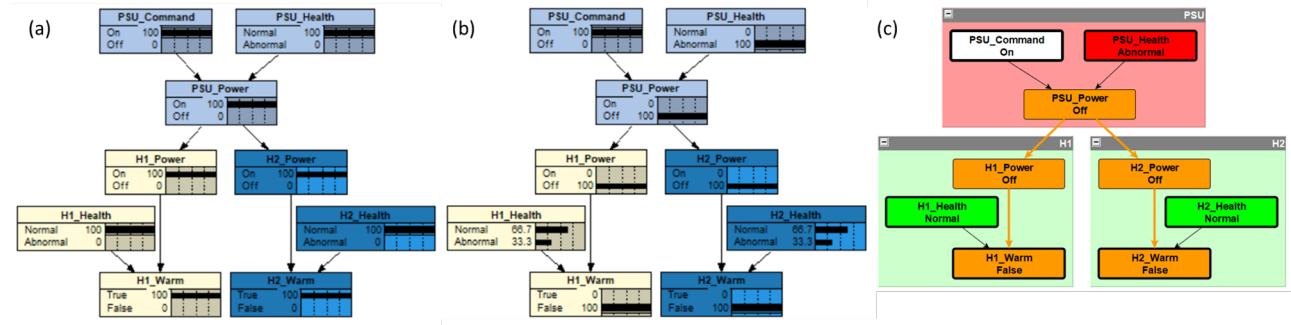 (a)
PSU_Command
On 100
Off 0
PSU_Health
Normal 100
Abnormal 0
PSU_Power
On 100
Off 0
H1_Power
On 100
Off 0
H2_Power
On 100
Off 0
H1_Health
Normal 100
Abnormal 0
H2_Health
Normal 100
Abnormal 0
H1_Warm
True 100
False 0
H2_Warm
True 100
False 0
(b)
PSU_Command
On 100
Off 0
PSU_Health
Normal 0
Abnormal 100
PSU_Power
On 0
Off 100
H1_Power
On 0
Off 100
H2_Power
On 0
Off 100
H1_Health
Normal 66.7
Abnormal 33.3
H2_Health
Normal 66.7
Abnormal 33.3
H1_Warm
True 0
False 100
H2_Warm
True 0
False 100
(c)
PSU
PSU_Command
On
PSU_Health
Abnormal
PSU_Power
Off
H1
H1_Power
Off
H1_Health
Normal
H1_Warm
False
H2
H2_Power
Off
H2_Health
Normal
H2_Warm
False